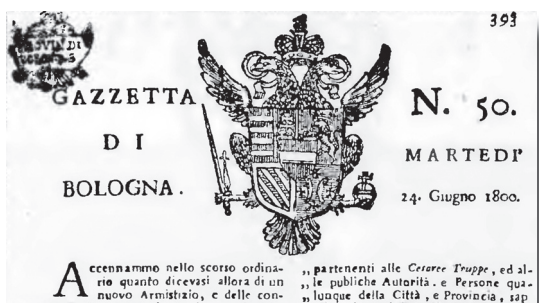 393
GAZZETTA
DI
BOLOGNA.
N. 50.
MARTEDI'
24. Giugno 1800.
Accennammo nello scorso ordina-
rio quanto dicevasi allora di un
nuovo Armistizio, e delle con-
„ partenenti alle Cesaree Truppe, ed al-
„ le publiche Autorità. e Persone qua-
„ lunque della Città, e Provincia, sap